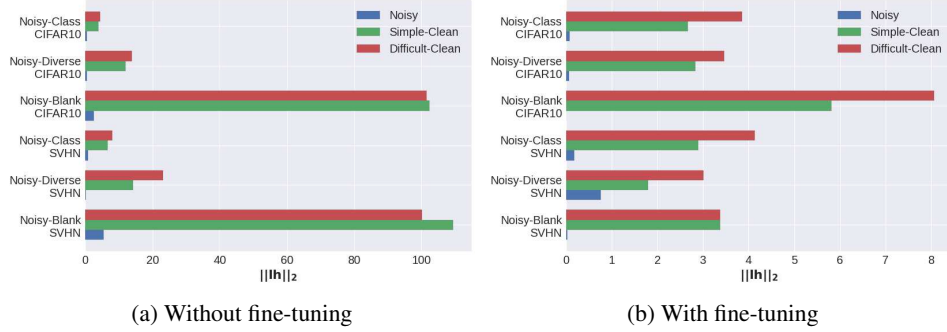 Noisy-Class
CIFAR10
Noisy-Diverse
CIFAR10
Noisy-Blank
CIFAR10
Noisy-Class
SVHN
Noisy-Diverse
SVHN
Noisy-Blank
SVHN
Noisy
Simple-Clean
Difficult-Clean
0 20 40 60 80 100
||lh||₂
(a) Without fine-tuning
Noisy-Class
CIFAR10
Noisy-Diverse
CIFAR10
Noisy-Blank
CIFAR10
Noisy-Class
SVHN
Noisy-Diverse
SVHN
Noisy-Blank
SVHN
Noisy
Simple-Clean
Difficult-Clean
0 1 2 3 4 5 6 7 8
||lh||₂
(b) With fine-tuning